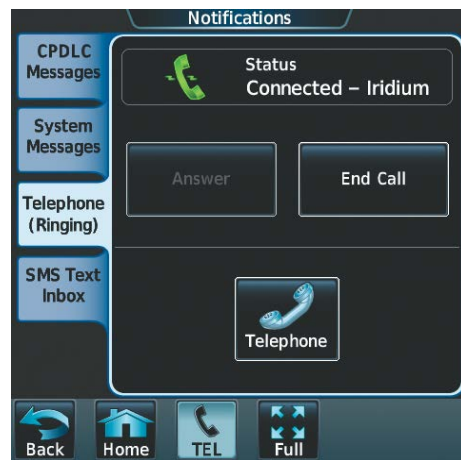 Notifications
CPDLC
Messages
System
Messages
Telephone
(Ringing)
SMS Text
Inbox
Status
Connected – Iridium
Answer
End Call
Telephone
Back
Home
TEL
Full